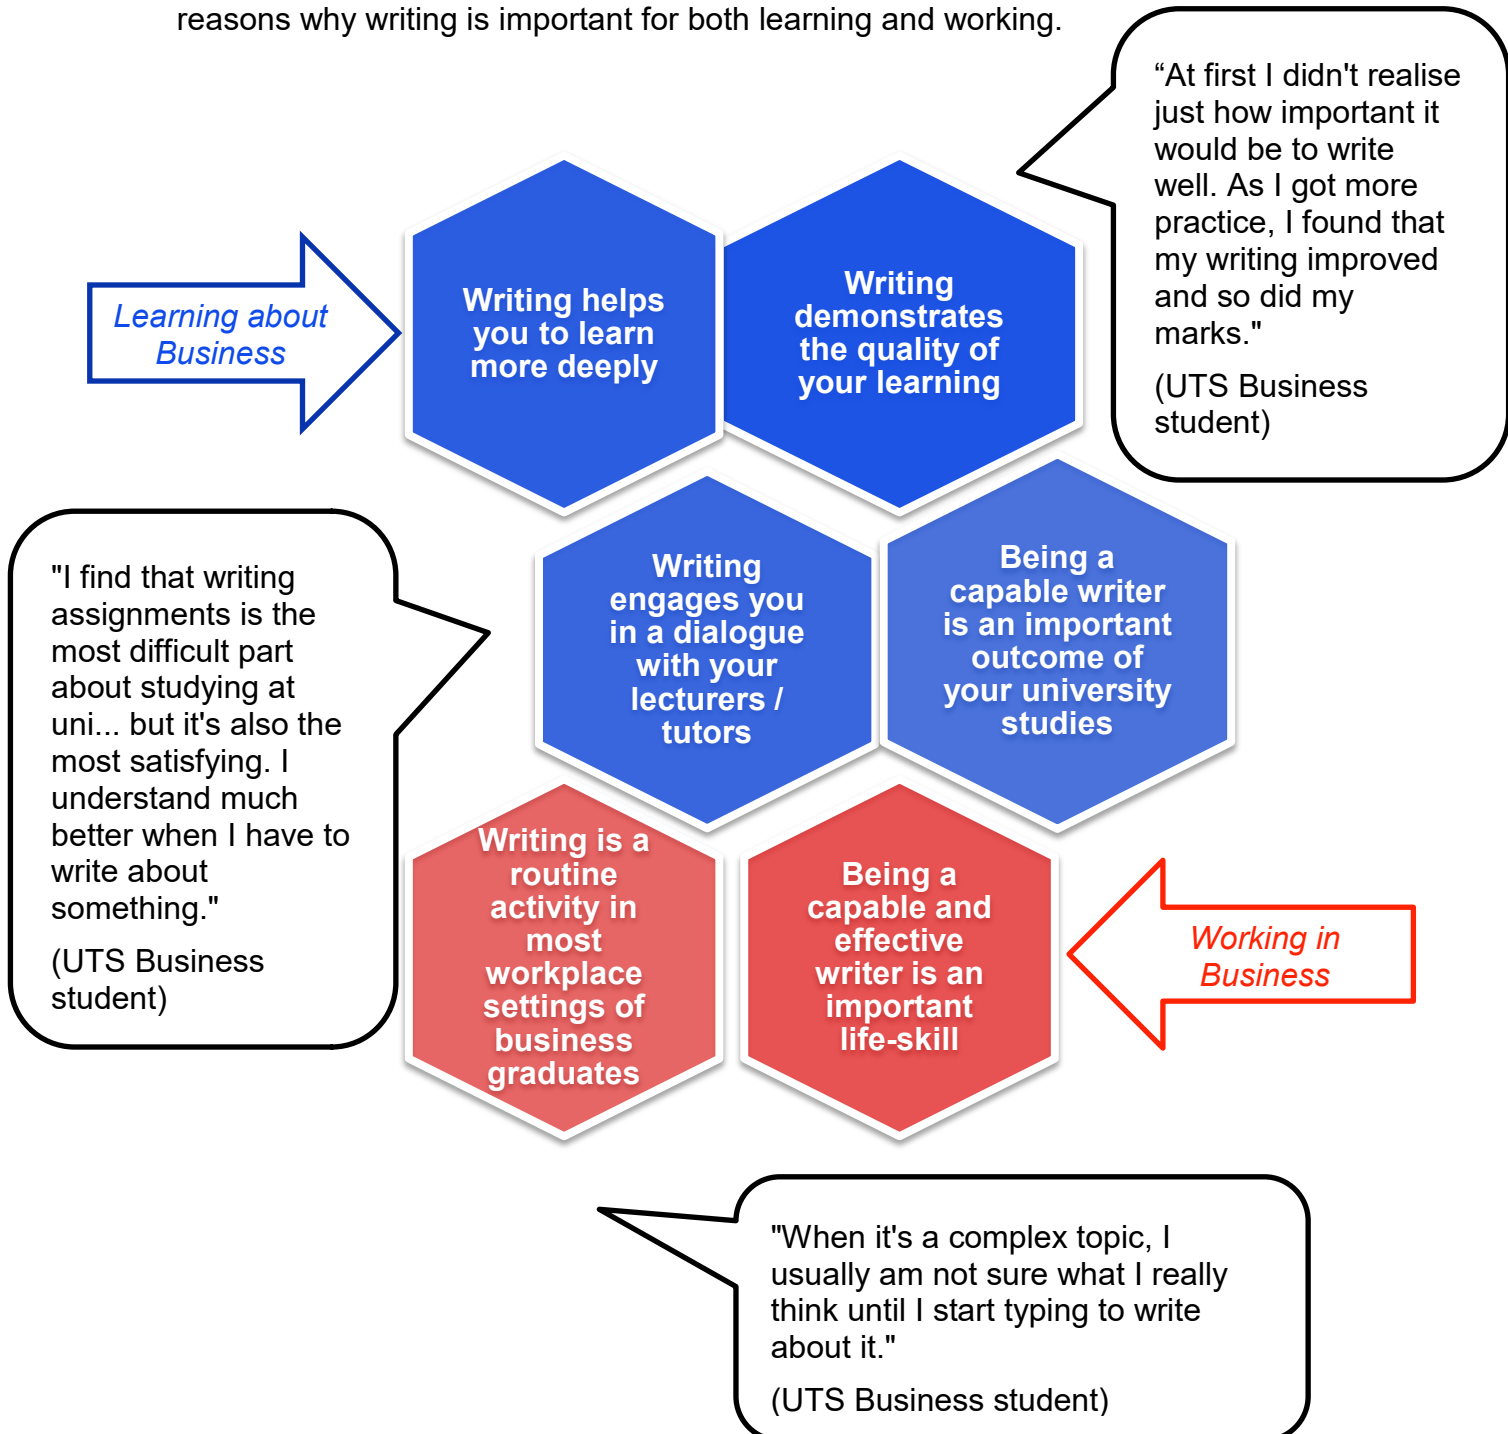 reasons why writing is important for both learning and working.
“At first I didn't realise
just how important it
would be to write
well. As I got more
practice, I found that
my writing improved
and so did my
marks."
(UTS Business
student)
Learning about
Business
Writing helps
you to learn
more deeply
Writing
demonstrates
the quality of
your learning
"I find that writing
assignments is the
most difficult part
about studying at
uni... but it's also the
most satisfying. I
understand much
better when I have to
write about
something."
(UTS Business
student)
Writing
engages you
in a dialogue
with your
lecturers /
tutors
Being a
capable writer
is an important
outcome of
your university
studies
Writing is a
routine
activity in
most
workplace
settings of
business
graduates
Being a
capable and
effective
writer is an
important
life-skill
Working in
Business
"When it's a complex topic, I
usually am not sure what I really
think until I start typing to write
about it."
(UTS Business student)